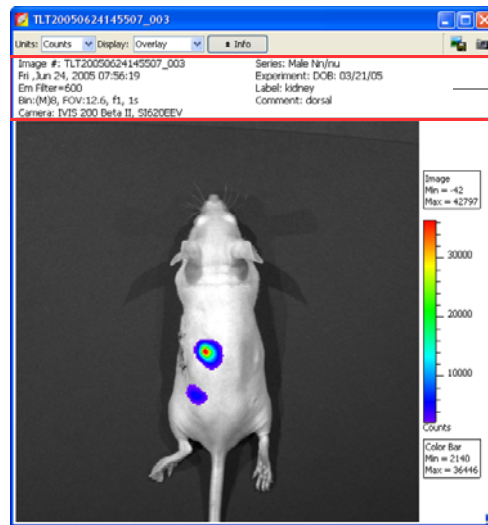 TLT20050624145507_003
Units: Counts Display: Overlay Info
Image #: TLT20050624145507_003 Series: Male Nn/nu
Fri ,Jun 24, 2005 07:56:19 Experiment: DOB: 03/21/05
Em Filter=600 Label: kidney
Bin:(M)8, FOV:12.6, f1, 1s Comment: dorsal
Camera: IVIS 200 Beta II, SI620EEV
Image
Min = -42
Max = 42797
30000
20000
10000
Counts
Color Bar
Min = 2140
Max = 36446